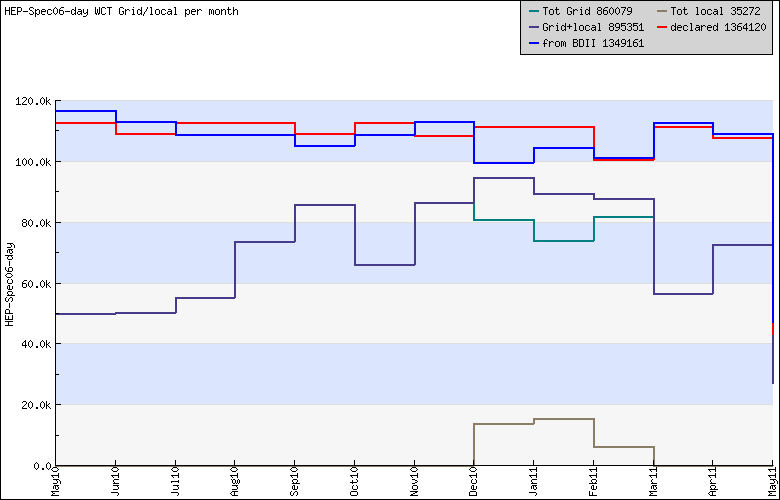 HEP-Spec06-day WCT Grid/local per month
Tot Grid 860079 Tot local 35272
Grid+local 895351 declared 1364120
from BDII 1349161
120.0k
100.0k
80.0k
60.0k
40.0k
20.0k
0.0
HEP-Spec06-day
May10 Jun10 Jul10 Aug10 Sep10 Oct10 Nov10 Dec10 Jan11 Feb11 Mar11 Apr11 May11